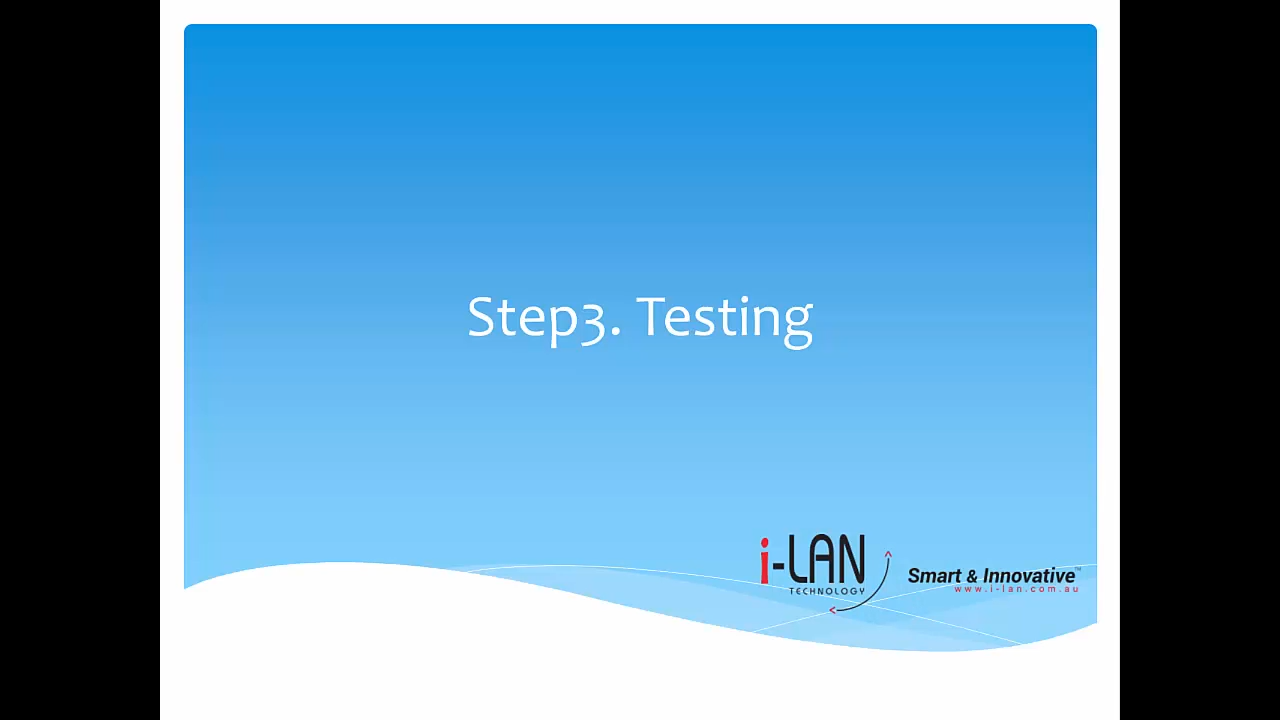 Step3. Testing
i-LAN
TECHNOLOGY
Smart & Innovative™
www.i-lan.com.au